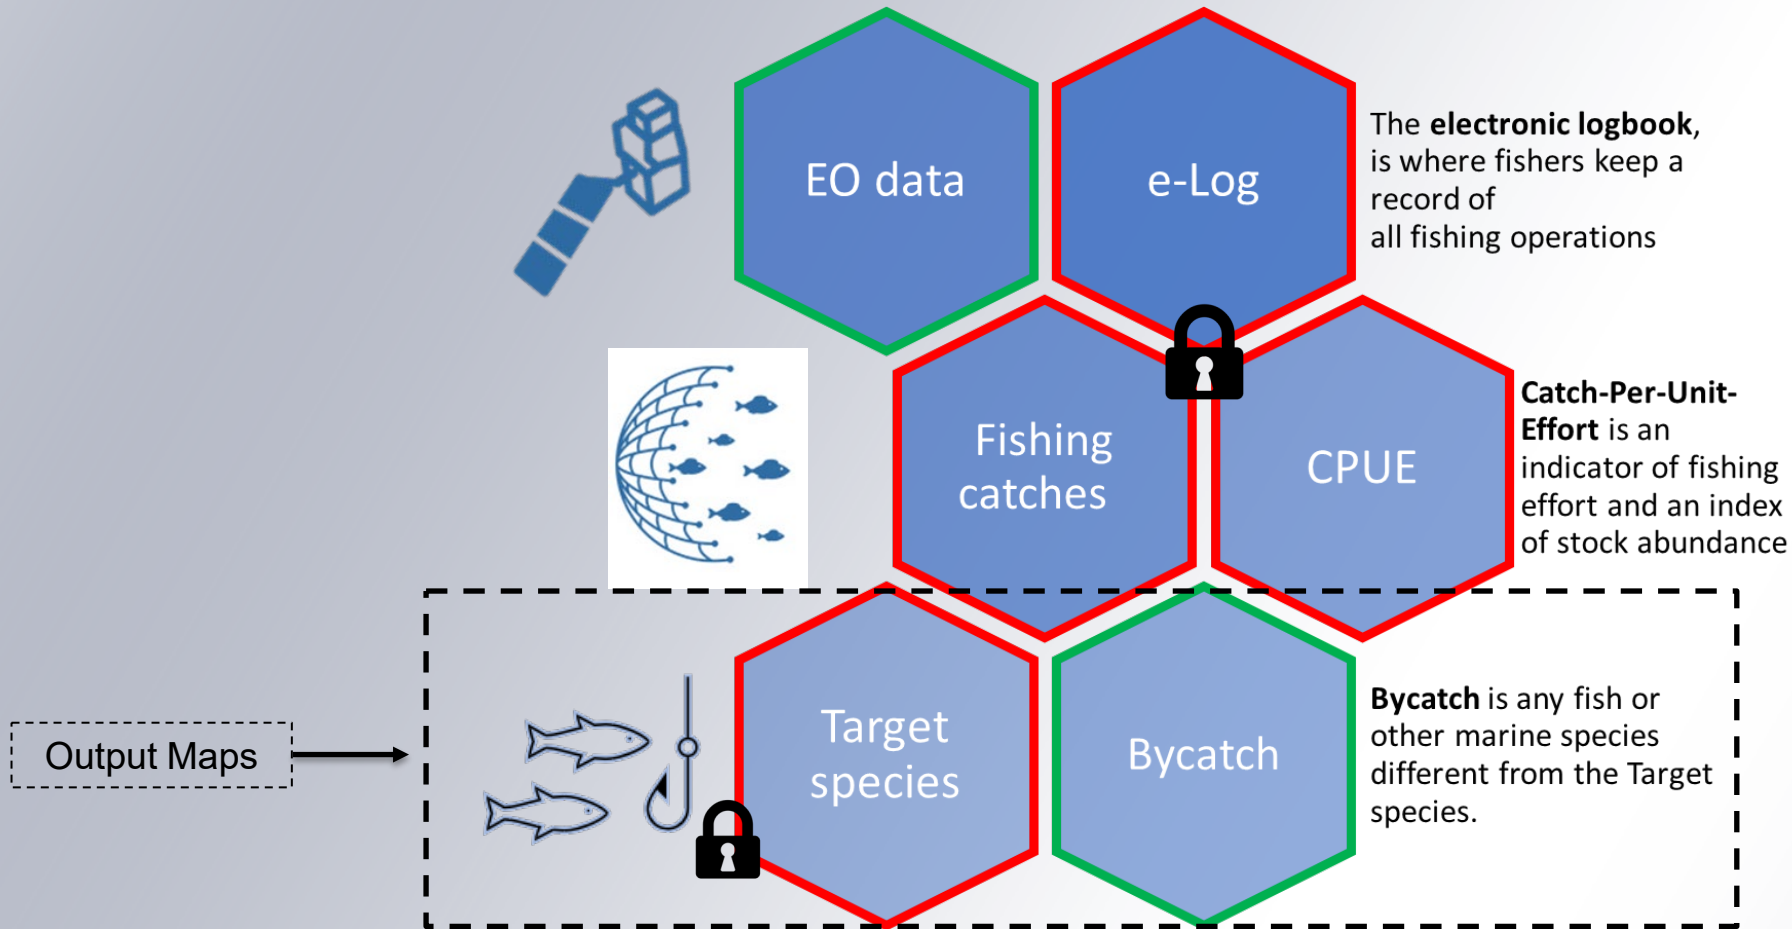 EO data
e-Log
The electronic logbook,
is where fishers keep a
record of
all fishing operations
Fishing
catches
CPUE
Catch-Per-Unit-
Effort is an
indicator of fishing
effort and an index
of stock abundance
Output Maps
Target
species
Bycatch
Bycatch is any fish or
other marine species
different from the Target
species.